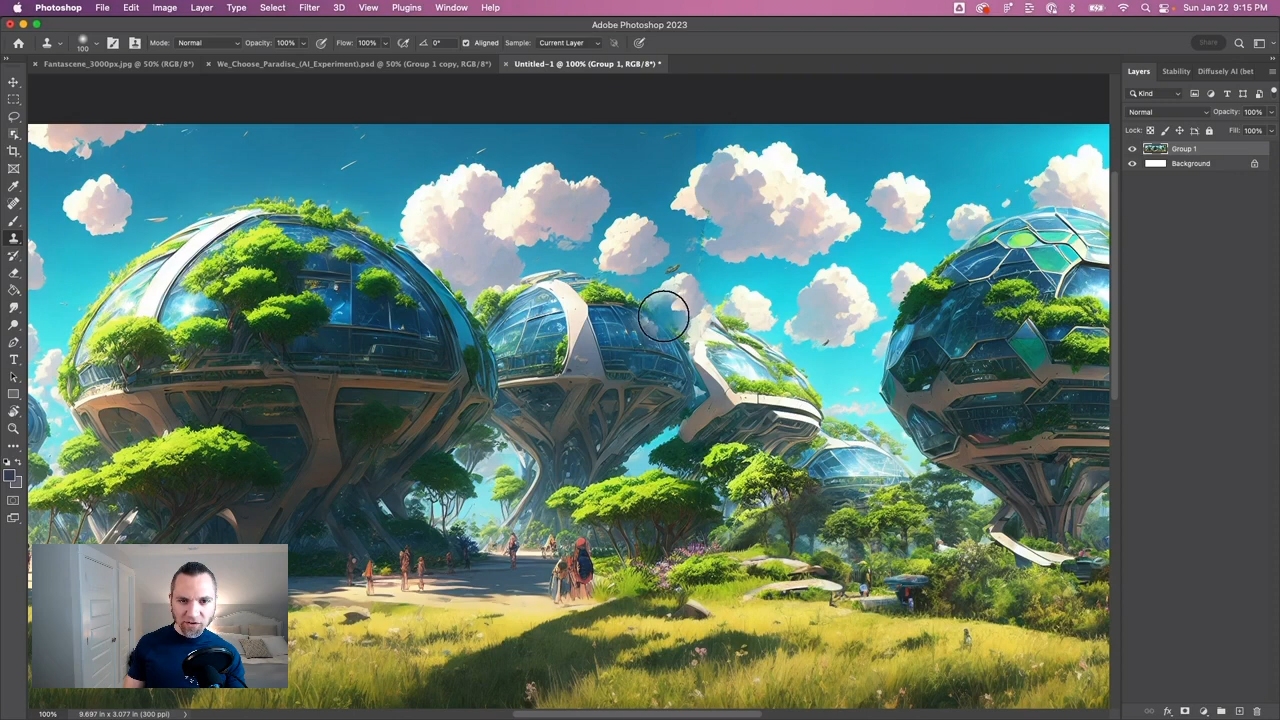 Photoshop File Edit Image Layer Type Select Filter 3D View Plugins Window Help Sun Jan 22 9:15 PM
Adobe Photoshop 2023
100 Mode: Normal Opacity: 100% Flow: 100% 0° Aligned Sample: Current Layer Share
Fantascene_3000px.jpg @ 50% (RGB/8*) We_Choose_Paradise_(AI_Experiment).psd @ 50% (Group 1 copy, RGB/8*) Untitled-1 @ 100% (Group 1, RGB/8*) *
Layers Stability Diffusely AI (bet
Kind
Normal Opacity: 100%
Lock: Fill: 100%
Group 1
Background
100% 9.697 in x 3.077 in (300 ppi)